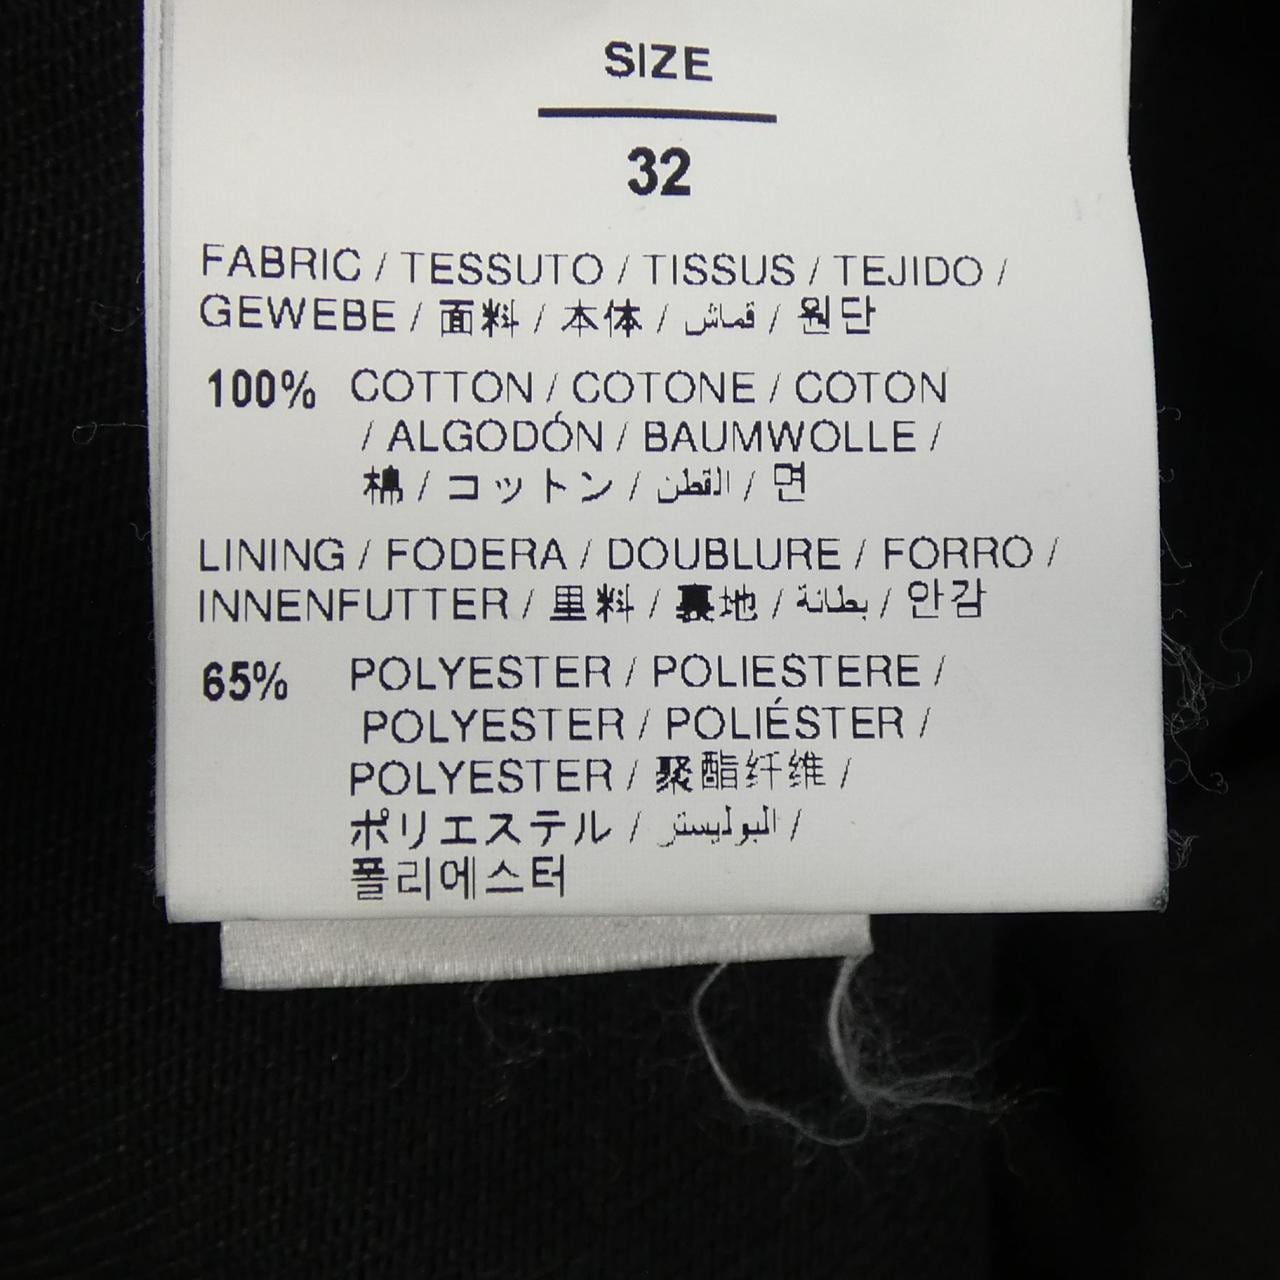 SIZE
32
FABRIC / TESSUTO / TISSUS / TEJIDO /
GEWEBE / 面料 / 本体 / قماش / 원단
100% COTTON / COTONE / COTON
/ ALGODÓN / BAUMWOLLE /
棉 / コットン / القطن / 면
LINING / FODERA / DOUBLURE / FORRO /
INNENFUTTER / 里料 / 裏地 / بطانة / 안감
65% POLYESTER / POLIESTERE /
POLYESTER / POLIÉSTER /
POLYESTER / 聚酯纤维 /
ポリエステル / البوليستر /
폴리에스터